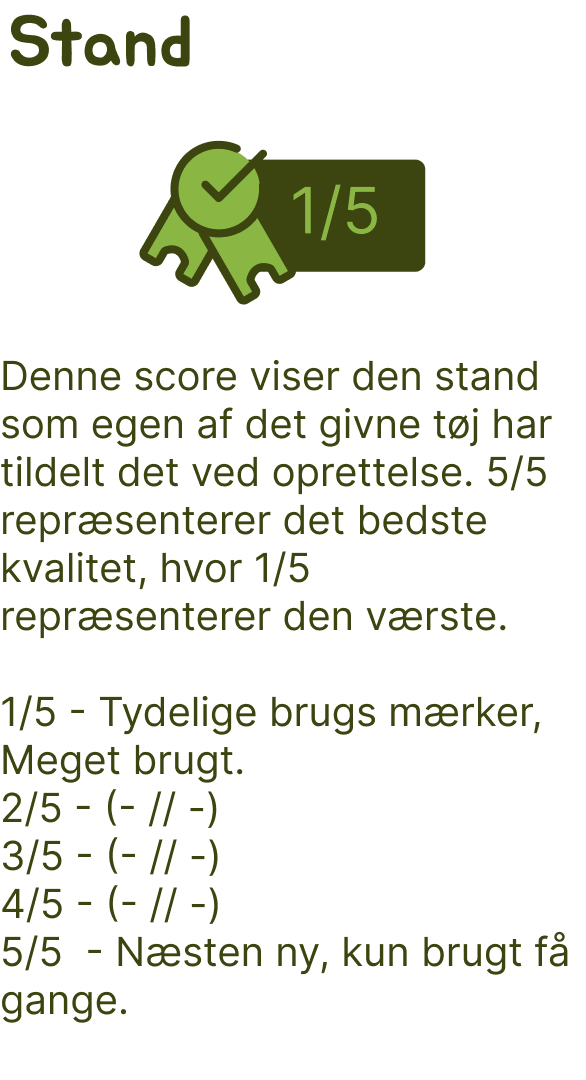 Stand
1/5
Denne score viser den stand
som egen af det givne tøj har
tildelt det ved oprettelse. 5/5
repræsenterer det bedste
kvalitet, hvor 1/5
repræsenterer den værste.
1/5 - Tydelige brugs mærker,
Meget brugt.
2/5 - (- // -)
3/5 - (- // -)
4/5 - (- // -)
5/5  - Næsten ny, kun brugt få
gange.